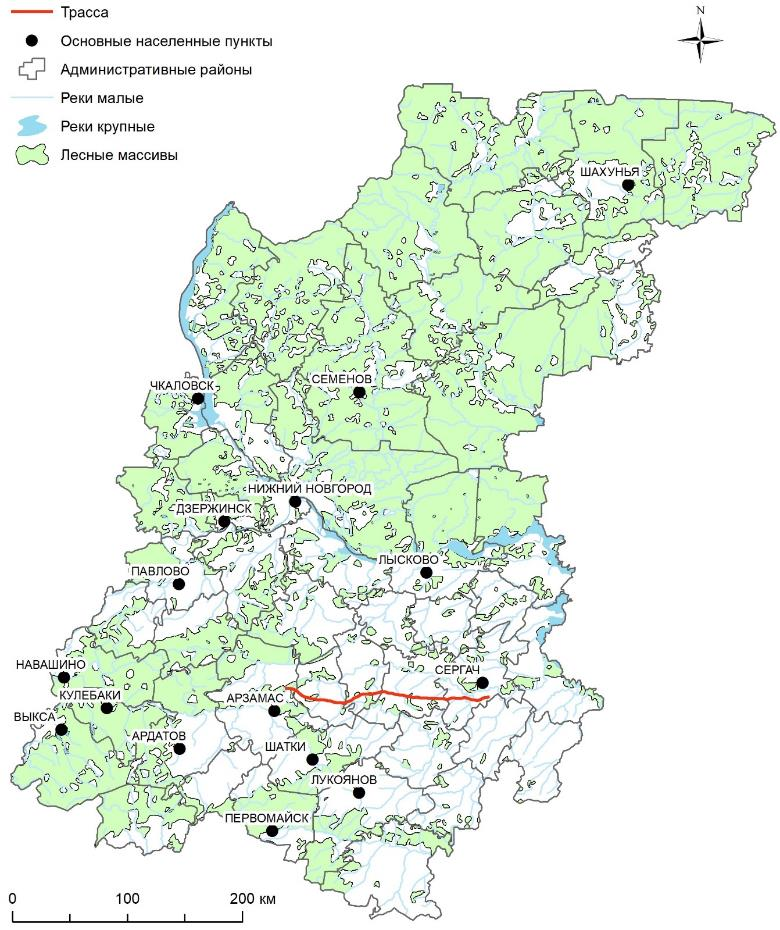 Трасса
Основные населенные пункты
Административные районы
Реки малые
Реки крупные
Лесные массивы
N
ШАХУНЬЯ
ЧКАЛОВСК
СЕМЕНОВ
НИЖНИЙ НОВГОРОД
ДЗЕРЖИНСК
ЛЫСКОВО
ПАВЛОВО
НАВАШИНО
СЕРГАЧ
КУЛЕБАКИ
АРЗАМАС
ВЫКСА
АРДАТОВ
ШАТКИ
ЛУКОЯНОВ
ПЕРВОМАЙСК
0 100 200 км